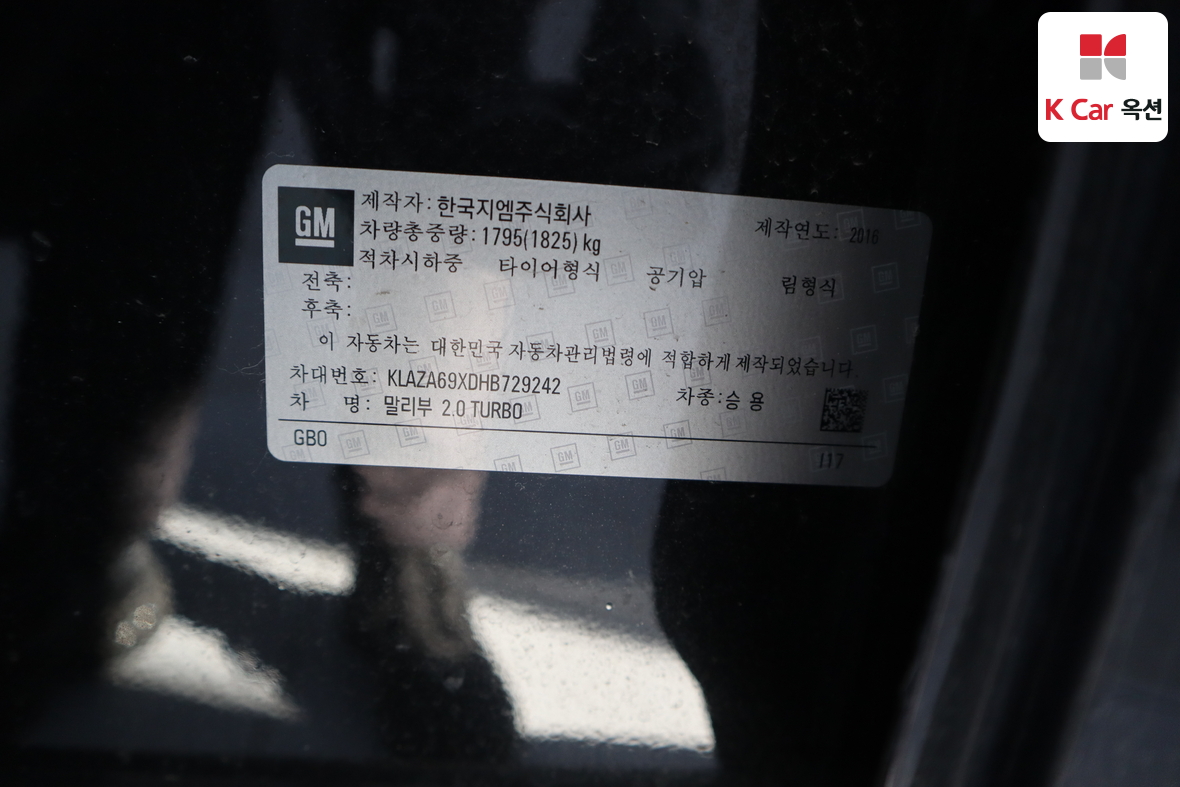 K Car 옥션
GM
제작자: 한국지엠주식회사
제작연도: 2016
차량총중량: 1795(1825) kg
적차시하중 타이어형식 공기압 림형식
전축:
후축:
이 자동차는 대한민국 자동차관리법령에 적합하게 제작되었습니다.
차대번호: KLAZA69XDHB729242
차종: 승 용
차 명: 말리부 2.0 TURBO
GB0
J17